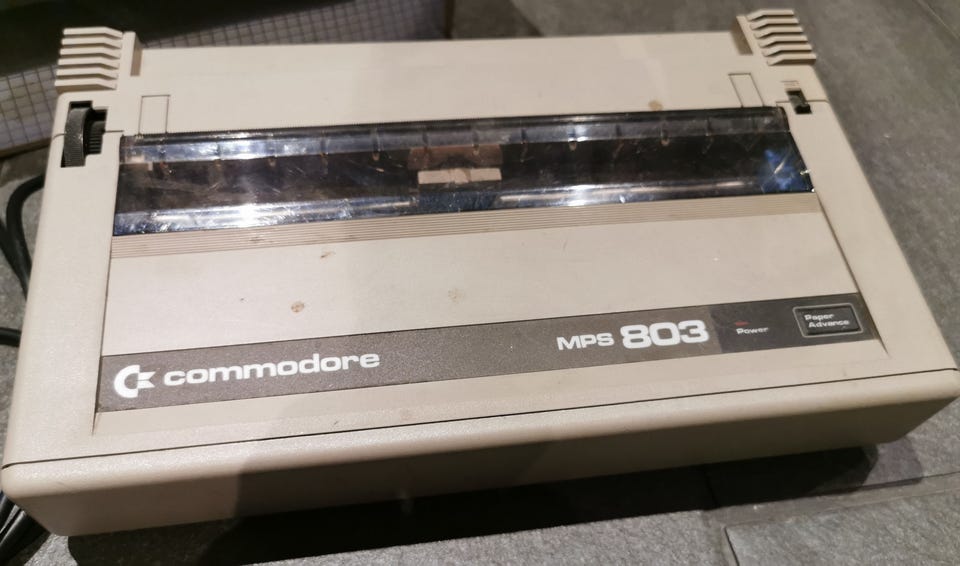 commodore
MPS 803
Power
Paper
Advance